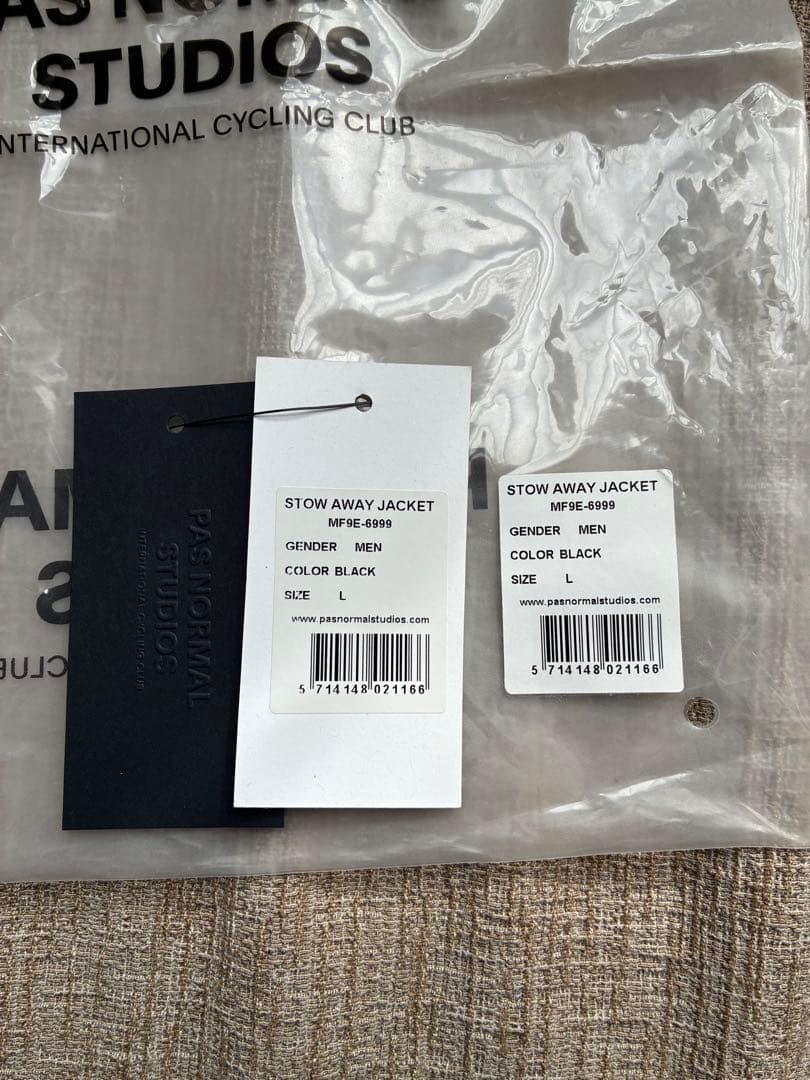 STUDIOS
INTERNATIONAL CYCLING CLUB
PAS NORMAL
STUDIOS
INTERNATIONAL CYCLING CLUB
STOW AWAY JACKET
MF9E-6999
GENDER MEN
COLOR BLACK
SIZE L
www.pasnormalstudios.com
5 714148 021166
STOW AWAY JACKET
MF9E-6999
GENDER MEN
COLOR BLACK
SIZE L
www.pasnormalstudios.com
5 714148 021166